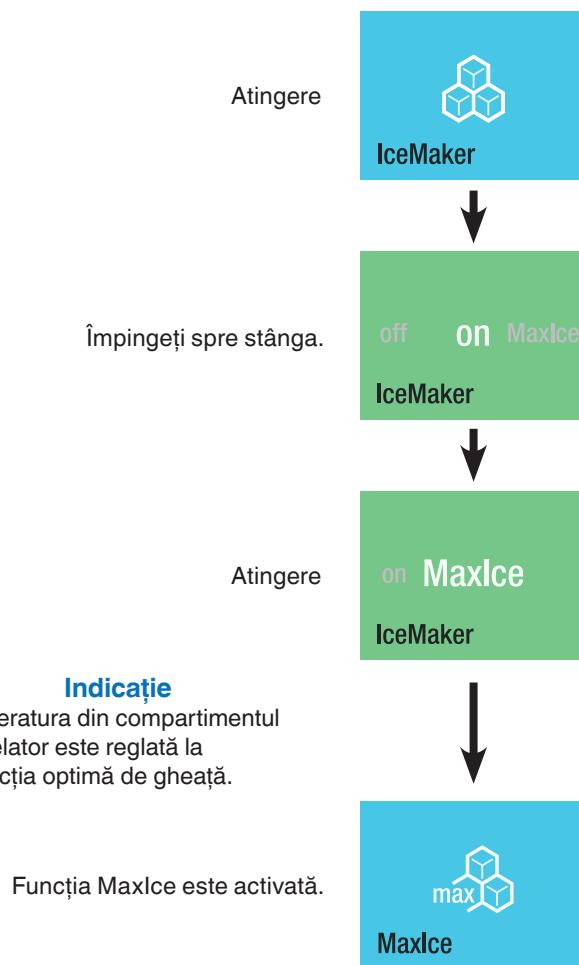 Atingere
IceMaker
Împingeți spre stânga.
off on MaxIce
IceMaker
Atingere
on MaxIce
IceMaker
Indicație
din compartimentul
este reglată la
optimă de gheață.
Funcția MaxIce este activată.
max
MaxIce